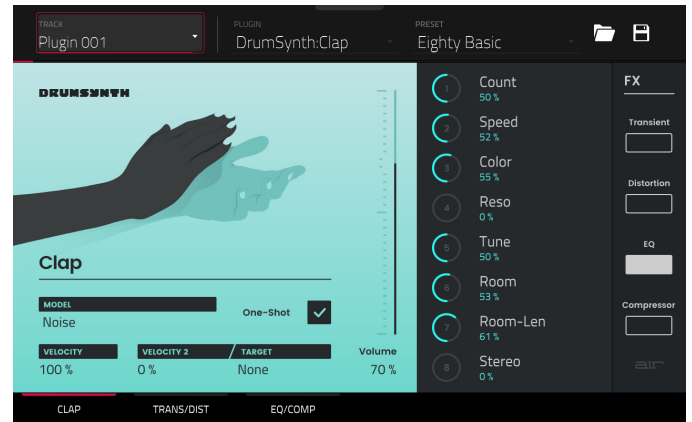 TRACK
Plugin 001
PLUGIN
DrumSynth:Clap
PRESET
Eighty Basic
DRUMSYNTH
Clap
MODEL
Noise
One-Shot
VELOCITY
100 %
VELOCITY 2
0 %
TARGET
None
Volume
70 %
1
Count
50 %
2
Speed
52 %
3
Color
55 %
4
Reso
0 %
5
Tune
50 %
6
Room
53 %
7
Room-Len
61 %
8
Stereo
0 %
FX
Transient
Distortion
EQ
Compressor
air
CLAP
TRANS/DIST
EQ/COMP